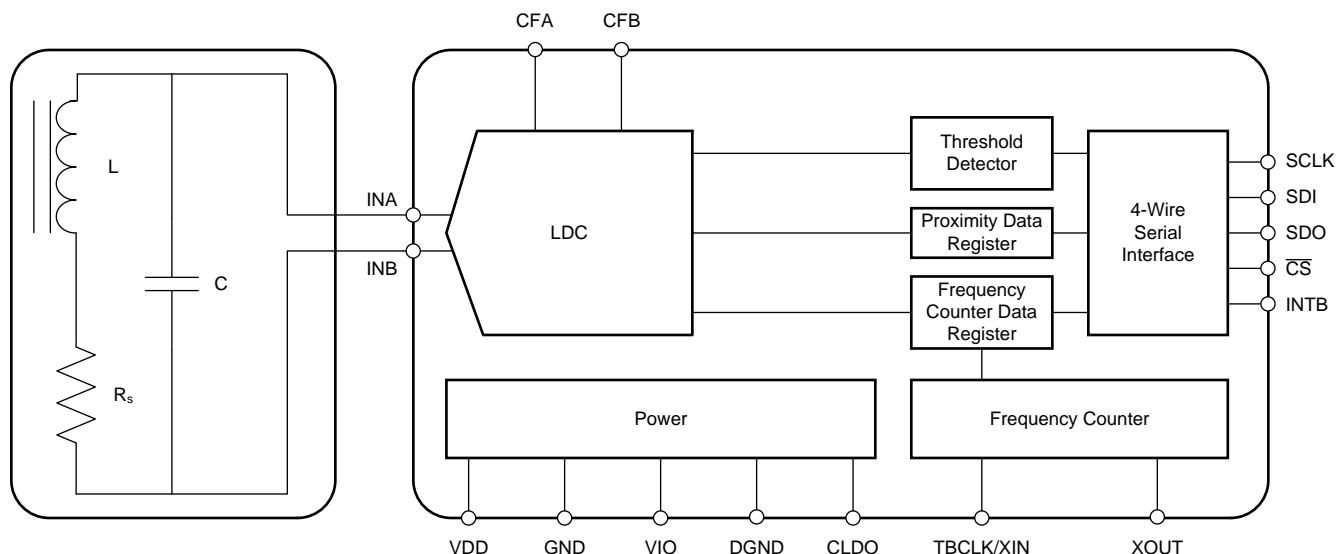 CFA
CFB
L
C
Rs
INA
INB
LDC
Threshold
Detector
Proximity Data
Register
Frequency
Counter Data
Register
4-Wire
Serial
Interface
SCLK
SDI
SDO
C̅S̅
INTB
Power
Frequency Counter
VDD
GND
VIO
DGND
CLDO
TBCLK/XIN
XOUT